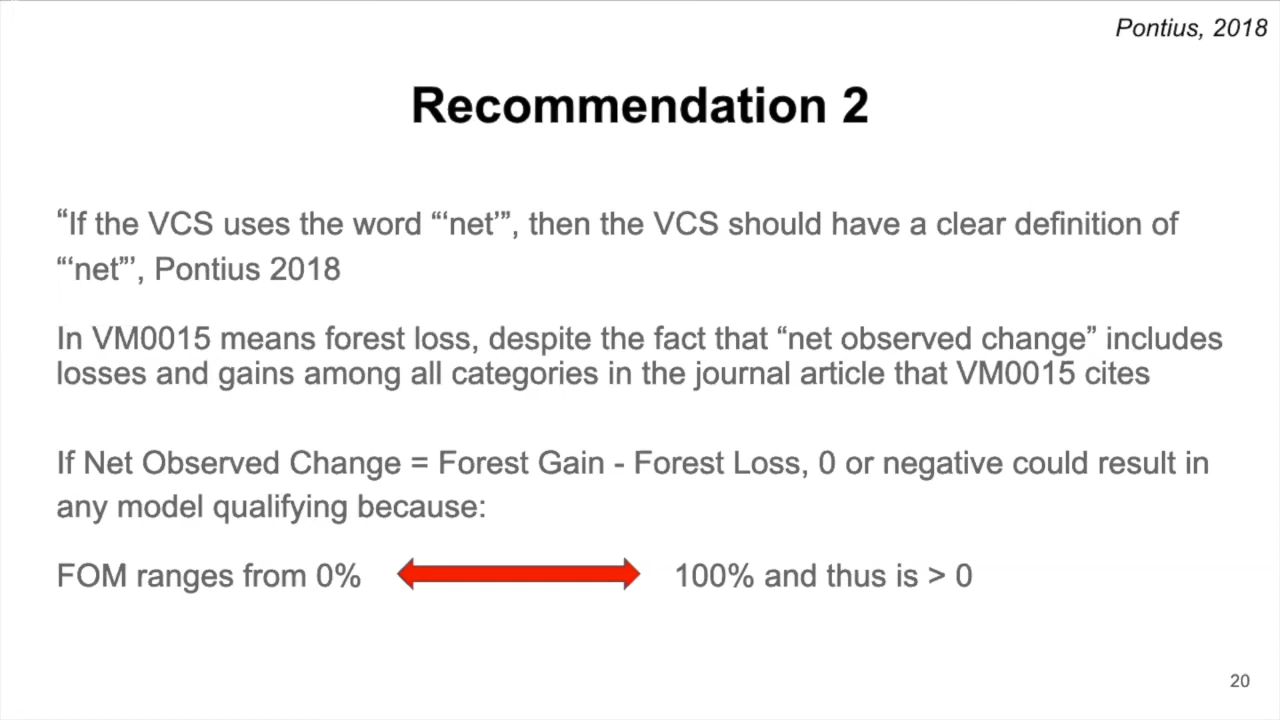 Pontius, 2018
Recommendation 2
“If the VCS uses the word “‘net’”, then the VCS should have a clear definition of
“‘net”’, Pontius 2018
In VM0015 means forest loss, despite the fact that “net observed change” includes
losses and gains among all categories in the journal article that VM0015 cites
If Net Observed Change = Forest Gain - Forest Loss, 0 or negative could result in
any model qualifying because:
FOM ranges from 0% 100% and thus is > 0
20